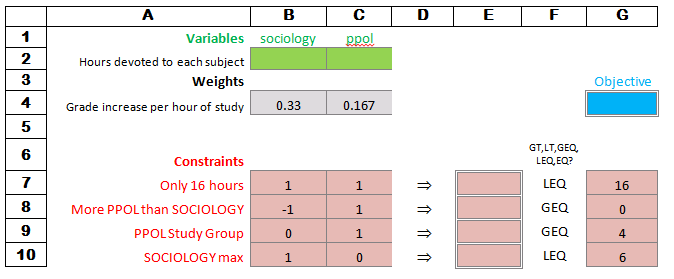 A B C D E F G
1 Variables sociology ppol
2 Hours devoted to each subject
3 Weights Objective
4 Grade increase per hour of study 0.33 0.167
5
GT,LT,GEQ,
6 Constraints LEQ,EQ?
7 Only 16 hours 1 1 ⇒ LEQ 16
8 More PPOL than SOCIOLOGY -1 1 ⇒ GEQ 0
9 PPOL Study Group 0 1 ⇒ GEQ 4
10 SOCIOLOGY max 1 0 ⇒ LEQ 6